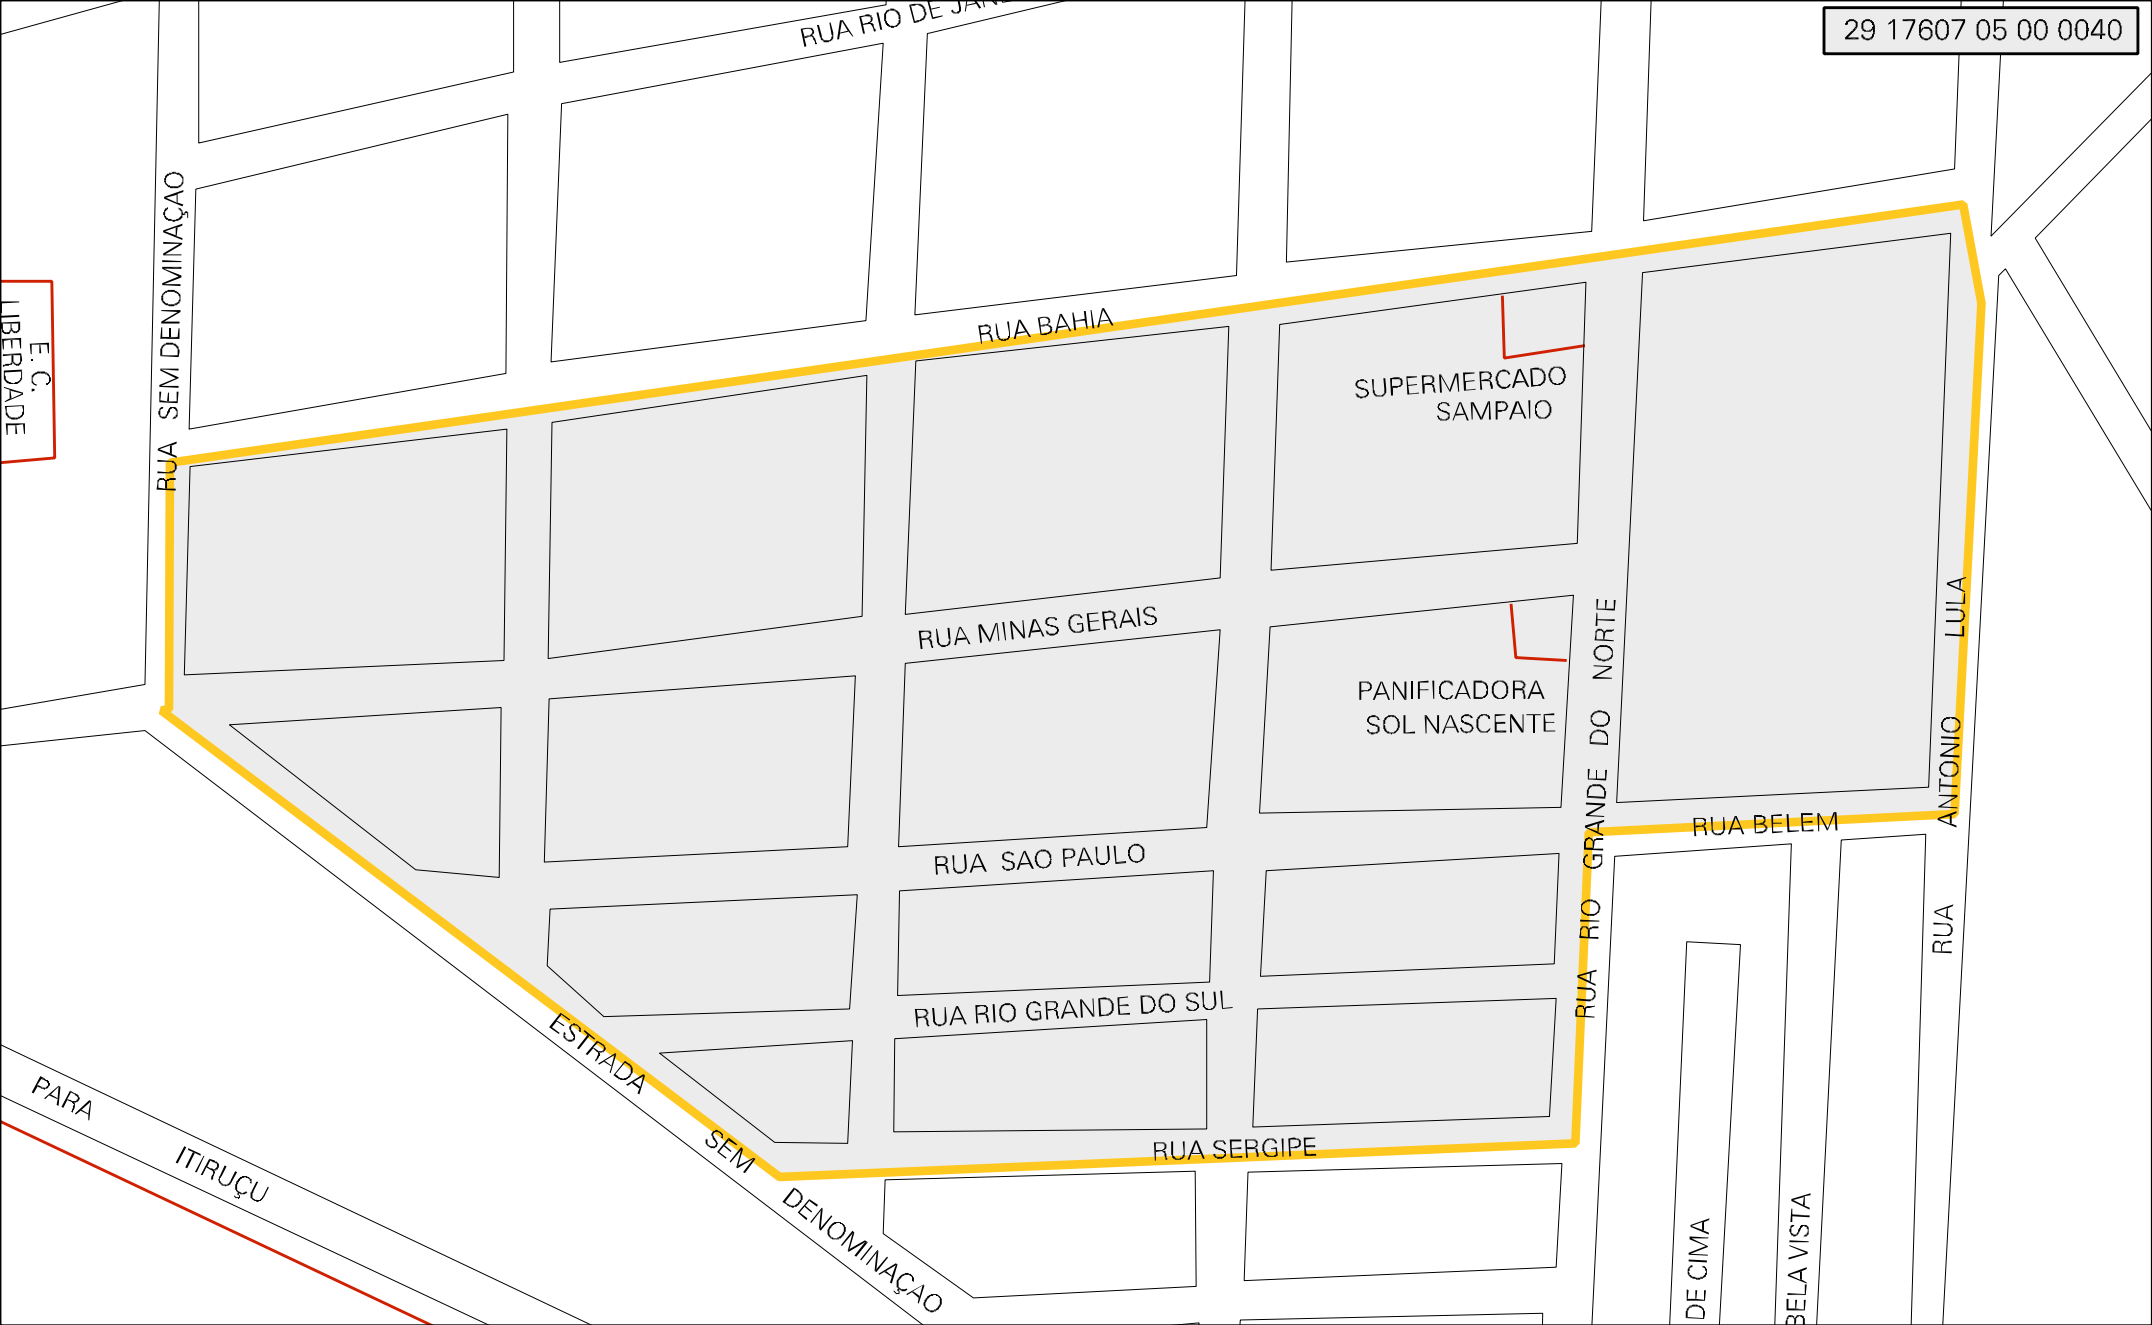 RUA RIO DE
29 17607 05 00 0040
RUA SEM DENOMINAÇAO
E. C.
LIBERDADE
RUA BAHIA
SUPERMERCADO
SAMPAIO
RUA MINAS GERAIS
PANIFICADORA
SOL NASCENTE
RUA RIO GRANDE DO NORTE
RUA ANTONIO LULA
RUA BELEM
RUA SAO PAULO
RUA RIO GRANDE DO SUL
ESTRADA SEM DENOMINAÇAO
RUA SERGIPE
PARA ITIRUÇU
DE CIMA
BELA VISTA